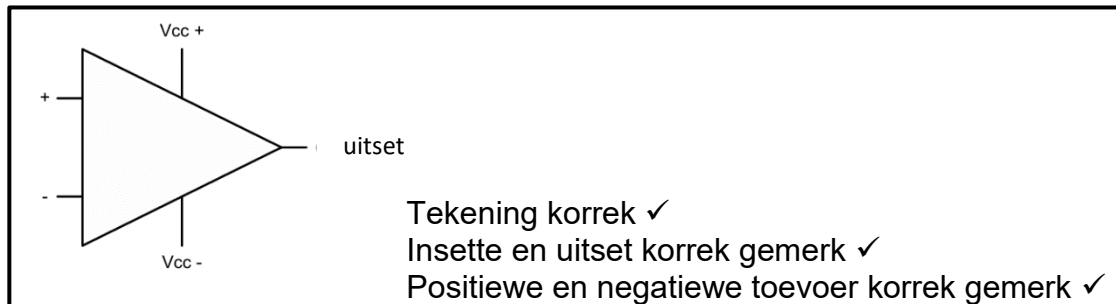 Vcc +
+
uitset
-
Vcc -
Tekening korrek ✓
Insette en uitset korrek gemerk ✓
Positiewe en negatiewe toevoer korrek gemerk ✓